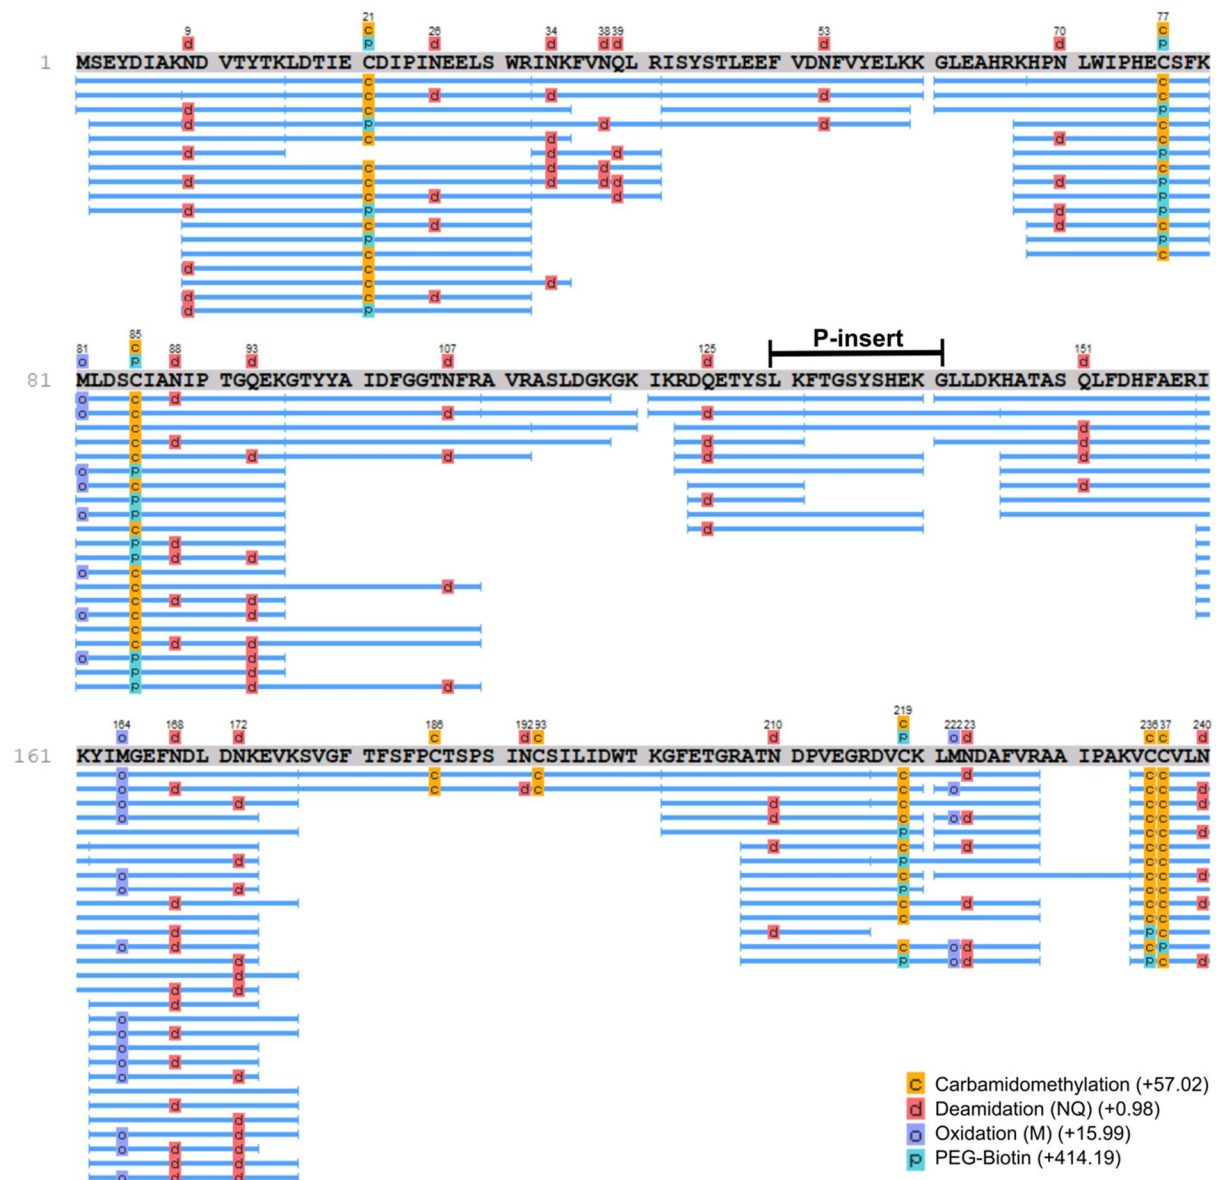 21
9 c 26 34 38 39 53 70 77
c
d p d d d d d d p
1 MSEYDIAKND VTYTKLDTIE CDIPINEELS WRINKFVNQL RISYSTLEEF VDNFVYELKK GLEAHRKHPN LWIPHECSFK
c c
c d d d c
d c p
d p d d c
c d d c
d d d p
c d d c
d c d d d p
c d d p
d p d p
c d c
p p
c c
d c
c d
d c d
d p
P-insert
81 85 88 93 107 125 151
c
o p d d d d d
81 MLDSCIANIP TGQEKGTYYA IDFGGTNFRA VRASLDGKGK IKRDQETYSL KFTGSYSHEK GLLDKHATAS QLFDHFAERI
o c d
o c d d
c d
c d d d
c d d d d
o p
o c d
p d
o p
c d
p d
p d d
o c
c d
c d d
o c d
c
c d d
o p d
p d
p d d
164 168 172 186 192 93 210 219 222 23 236 37 240
c
o d d c d c d p o d c c d
161 KYIMGEFNDL DNKEVKSVGF TFSFPCTSPS INCSILIDWT KGFETGRATN DPVEGRDVCK LMNDAFVRAA IPAKVCCVLN
o c c c d c c
o d c d c c o c c d
o d d c c c d
o d c o d c c
p c c d
d c d c c
d p c c
o c c c d
o d p c c
d c d c c d
c c c
d d p c
o d c o d c p
d p o d p c d
d
d d
d
o
o d
o
o d
o d
d
d
o d
o d d
d d
o d d
c Carbamidomethylation (+57.02)
d Deamidation (NQ) (+0.98)
o Oxidation (M) (+15.99)
p PEG-Biotin (+414.19)